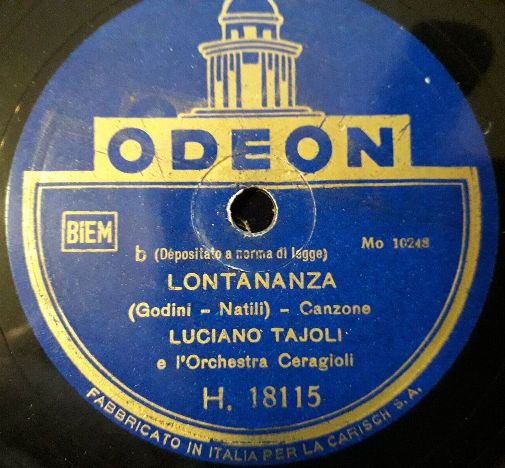 ODEON
BIEM
b (Depositato a norma di legge)
Mo 10248
LONTANANZA
(Godini - Natili) - Canzone
LUCIANO TAJOLI
e l'Orchestra Ceragioli
H. 18115
FABBRICATO IN ITALIA PER LA CARISCH S.A.